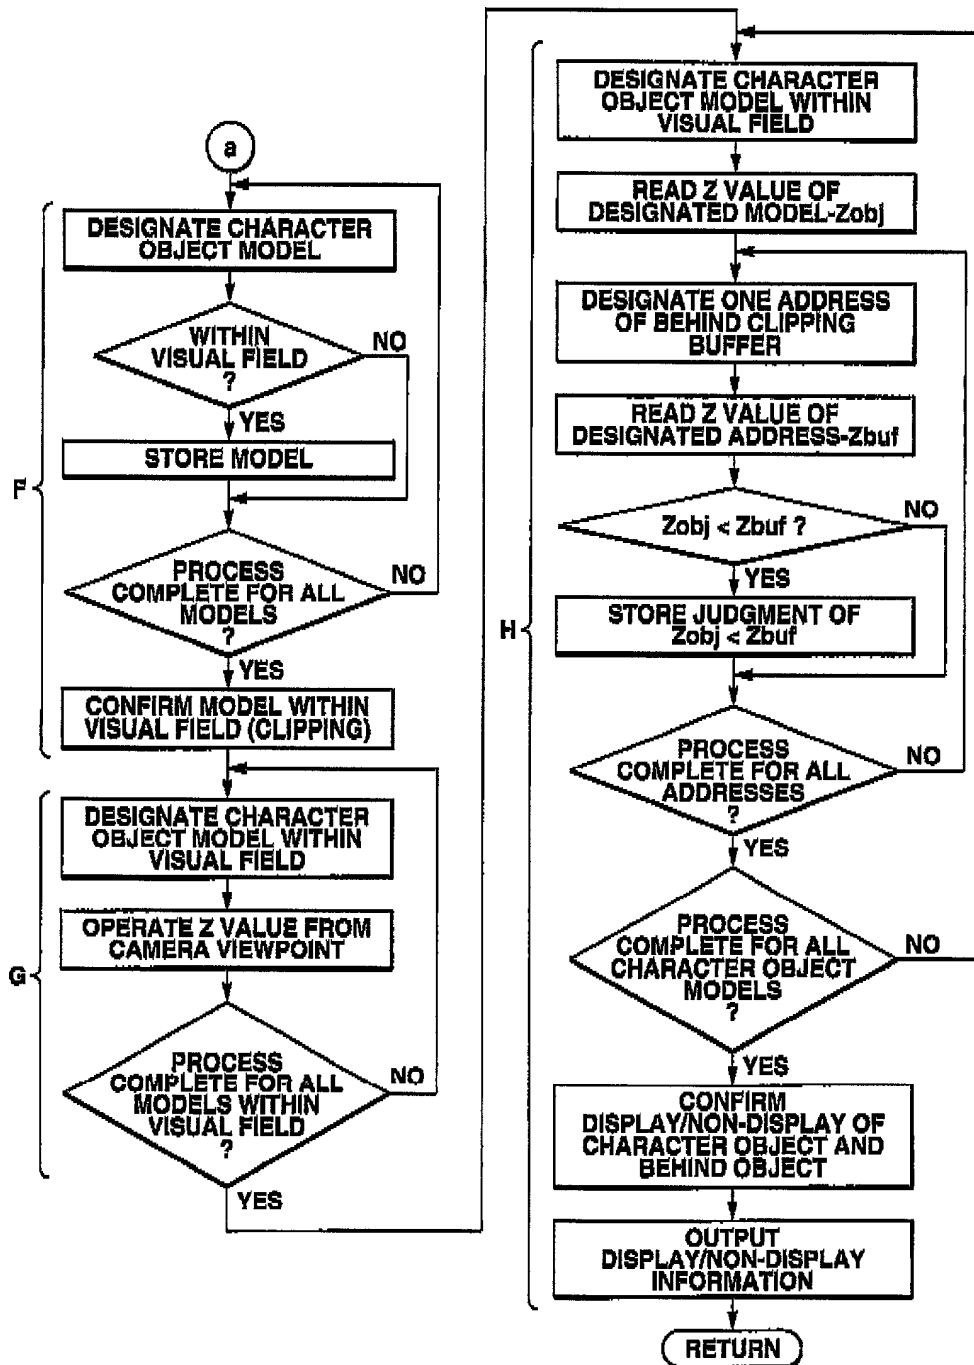 a
DESIGNATE CHARACTER
OBJECT MODEL
WITHIN
VISUAL FIELD
?
NO
YES
STORE MODEL
F
PROCESS
COMPLETE FOR ALL
MODELS
?
NO
YES
CONFIRM MODEL WITHIN
VISUAL FIELD (CLIPPING)
DESIGNATE CHARACTER
OBJECT MODEL WITHIN
VISUAL FIELD
OPERATE Z VALUE FROM
CAMERA VIEWPOINT
G
PROCESS
COMPLETE FOR ALL
MODELS WITHIN
VISUAL FIELD
?
NO
YES
DESIGNATE CHARACTER
OBJECT MODEL WITHIN
VISUAL FIELD
READ Z VALUE OF
DESIGNATED MODEL-Zobj
DESIGNATE ONE ADDRESS
OF BEHIND CLIPPING
BUFFER
READ Z VALUE OF
DESIGNATED ADDRESS-Zbuf
Zobj < Zbuf ?
NO
YES
H
STORE JUDGMENT OF
Zobj < Zbuf
PROCESS
COMPLETE FOR ALL
ADDRESSES
?
NO
YES
PROCESS
COMPLETE FOR ALL
CHARACTER OBJECT
MODELS
?
NO
YES
CONFIRM
DISPLAY/NON-DISPLAY OF
CHARACTER OBJECT AND
BEHIND OBJECT
OUTPUT
DISPLAY/NON-DISPLAY
INFORMATION
RETURN